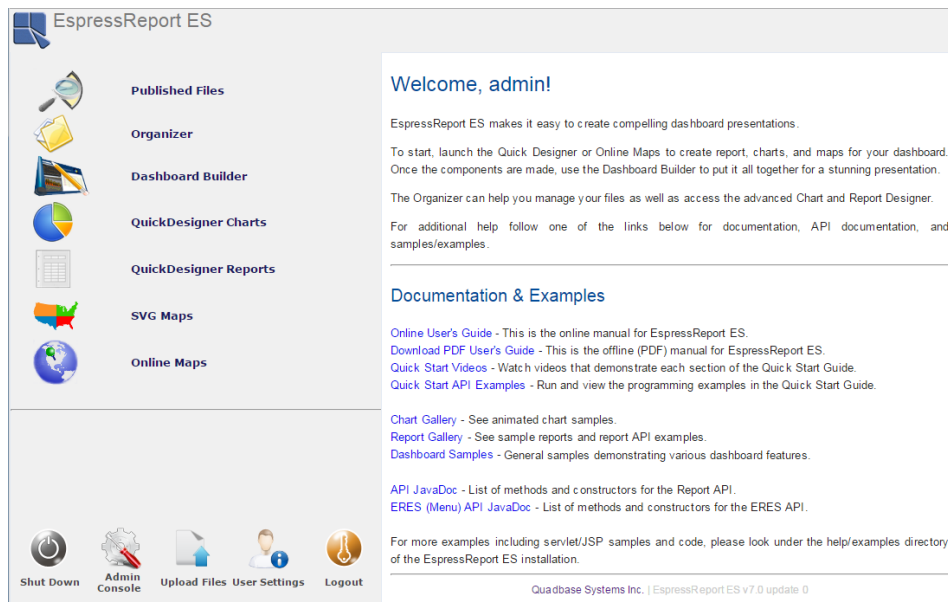 EspressReport ES
Published Files
Organizer
Dashboard Builder
QuickDesigner Charts
QuickDesigner Reports
SVG Maps
Online Maps
Shut Down
Admin
Console
Upload Files
User Settings
Logout
Welcome, admin!
EspressReport ES makes it easy to create compelling dashboard presentations.
To start, launch the Quick Designer or Online Maps to create report, charts, and maps for your dashboard.
Once the components are made, use the Dashboard Builder to put it all together for a stunning presentation.
The Organizer can help you manage your files as well as access the advanced Chart and Report Designer.
For additional help follow one of the links below for documentation, API documentation, and
samples/examples.
Documentation & Examples
Online User's Guide - This is the online manual for EspressReport ES.
Download PDF User's Guide - This is the offline (PDF) manual for EspressReport ES.
Quick Start Videos - Watch videos that demonstrate each section of the Quick Start Guide.
Quick Start API Examples - Run and view the programming examples in the Quick Start Guide.
Chart Gallery - See animated chart samples.
Report Gallery - See sample reports and report API examples.
Dashboard Samples - General samples demonstrating various dashboard features.
API JavaDoc - List of methods and constructors for the Report API.
ERES (Menu) API JavaDoc - List of methods and constructors for the ERES API.
For more examples including servlet/JSP samples and code, please look under the help/examples directory
of the EspressReport ES installation.
Quadbase Systems Inc. | EspressReport ES v7.0 update 0